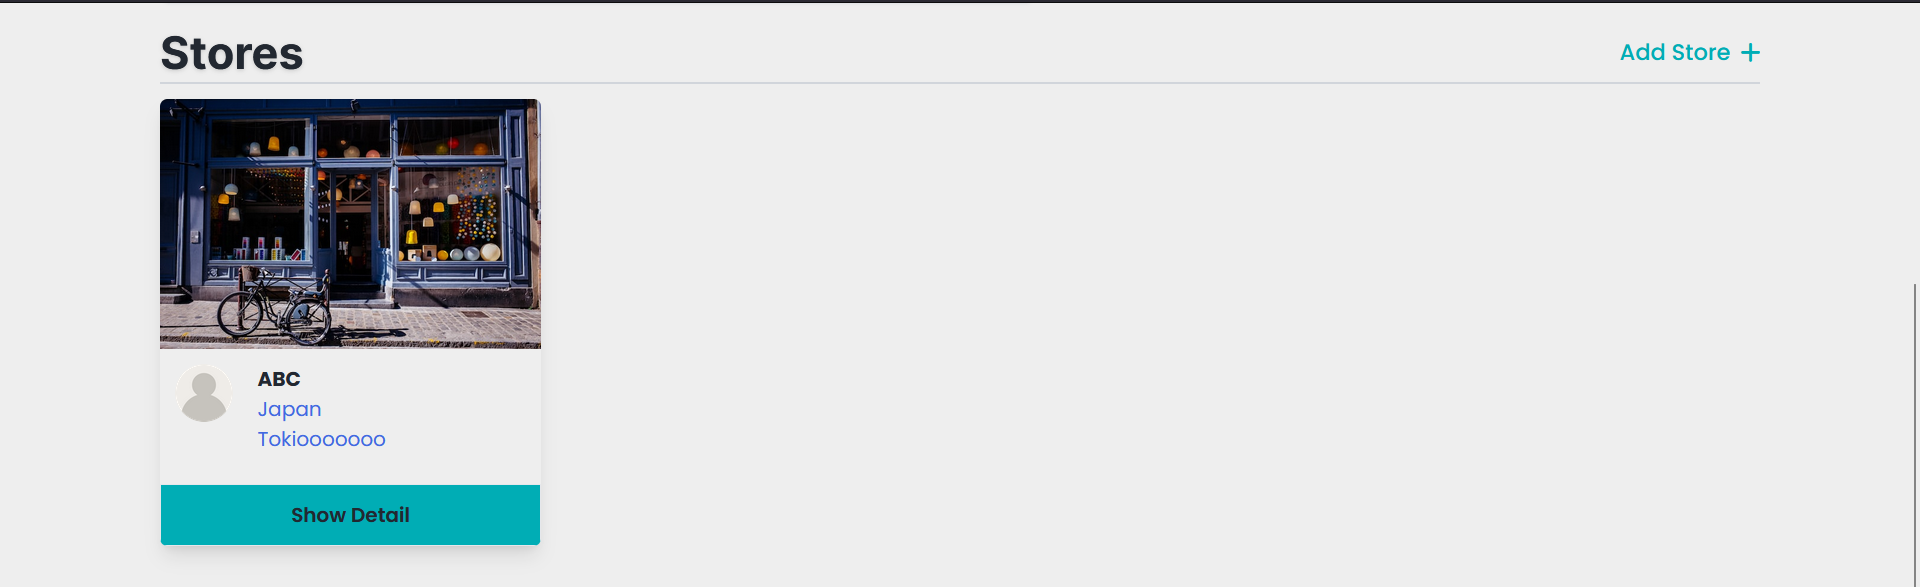 Stores
Add Store +
ABC
Japan
Tokiooooooo
Show Detail